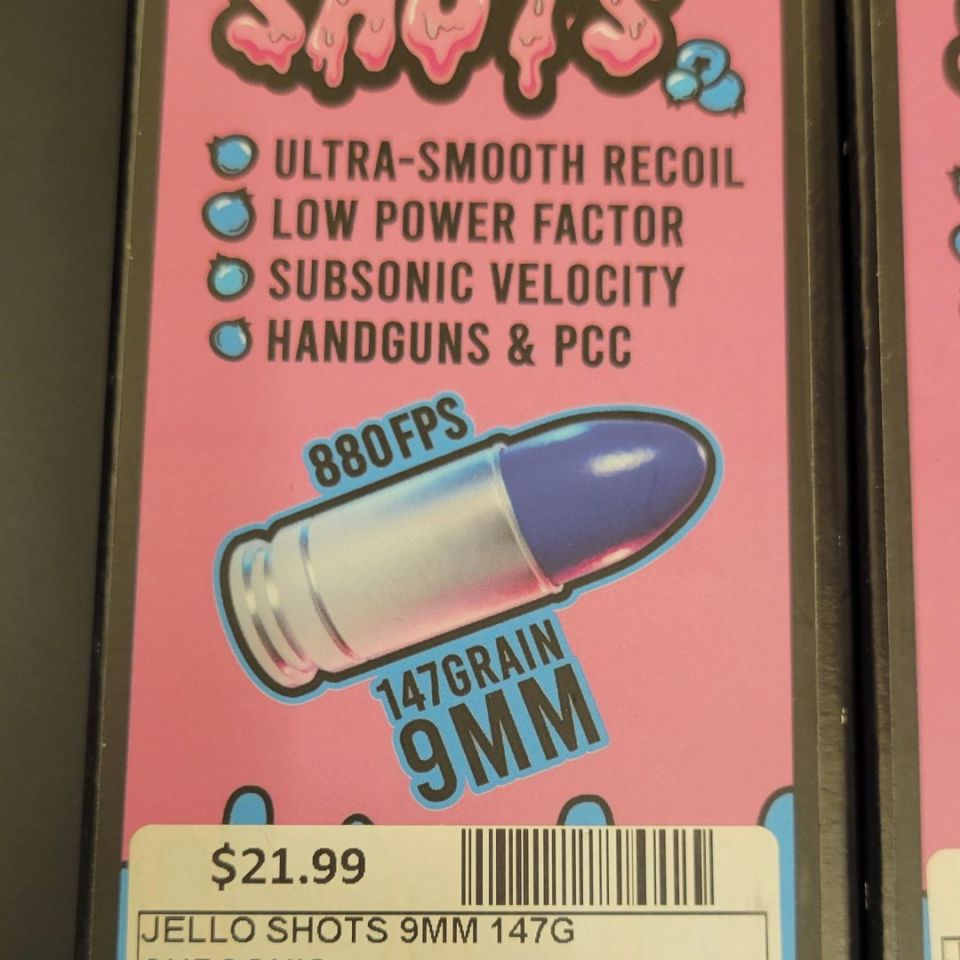 SHOTS
ULTRA-SMOOTH RECOIL
LOW POWER FACTOR
SUBSONIC VELOCITY
HANDGUNS & PCC
880FPS
147GRAIN
9MM
$21.99
JELLO SHOTS 9MM 147G